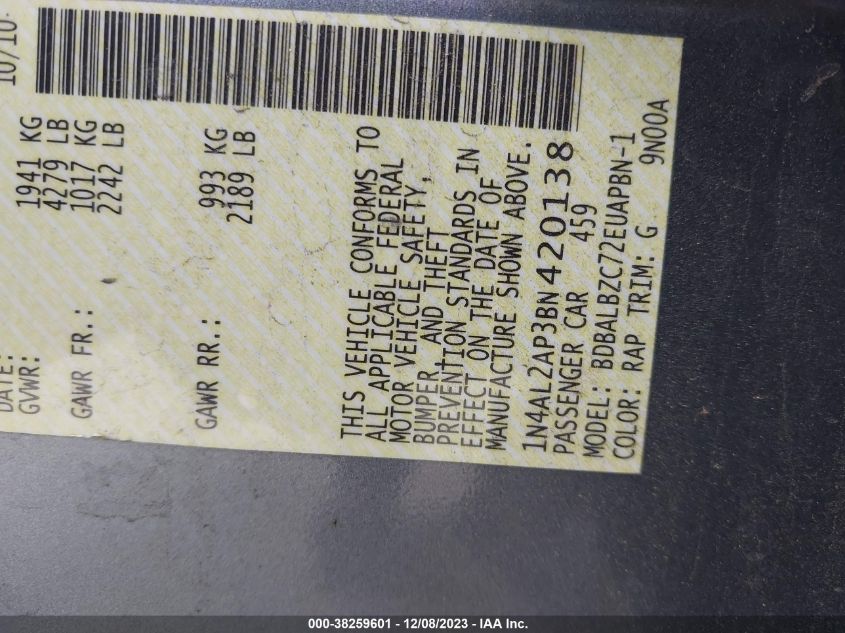 DATE: 10/10
GVWR: 1941 KG
4279 LB
GAWR FR.: 1017 KG
2242 LB
GAWR RR.: 993 KG
2189 LB
THIS VEHICLE CONFORMS TO
ALL APPLICABLE FEDERAL
MOTOR VEHICLE SAFETY,
BUMPER AND THEFT
PREVENTION STANDARDS IN
EFFECT ON THE DATE OF
MANUFACTURE SHOWN ABOVE.
1N4AL2AP3BN420138
PASSENGER CAR 459
MODEL: BDBALBZC72EUAPBN-1
COLOR: RAP TRIM: G 9N00A
000-38259601 - 12/08/2023 - IAA Inc.